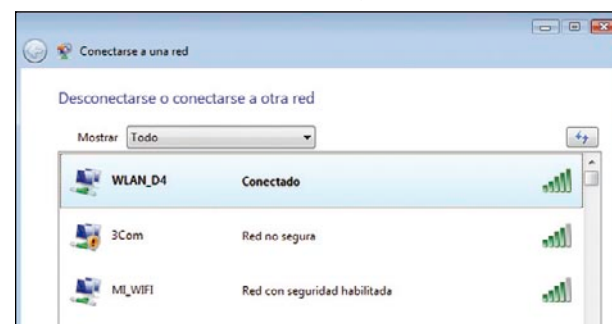 Conectarse a una red
Desconectarse o conectarse a otra red
Mostrar Todo
WLAN_D4 Conectado
3Com Red no segura
MI_WIFI Red con seguridad habilitada